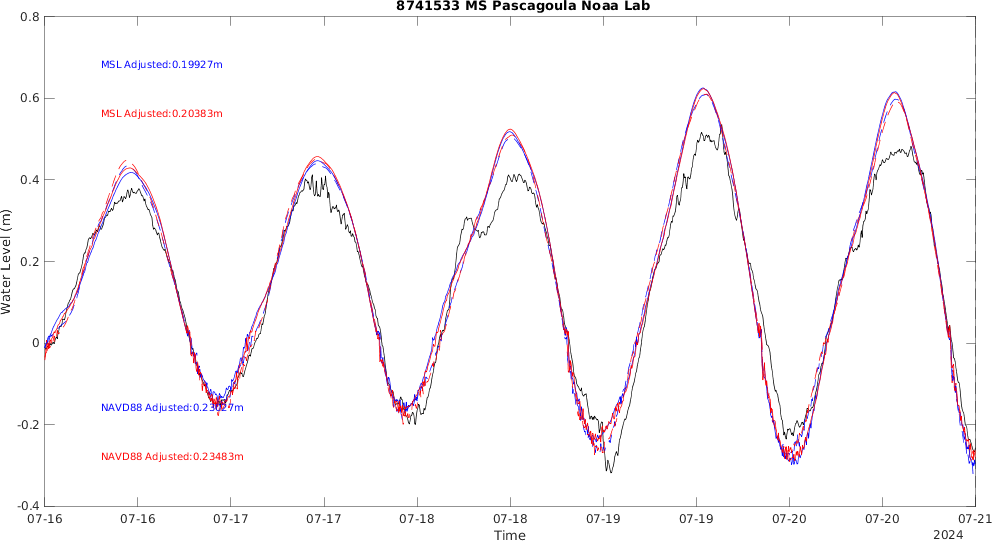 8741533 MS Pascagoula Noaa Lab
0.8
MSL Adjusted:0.19927m
0.6
MSL Adjusted:0.20383m
0.4
0.2
Water Level (m)
0
NAVD88 Adjusted:0.23027m
-0.2
NAVD88 Adjusted:0.23483m
-0.4
07-16 07-16 07-17 07-17 07-18 07-18 07-19 07-19 07-20 07-20 07-21
Time
2024